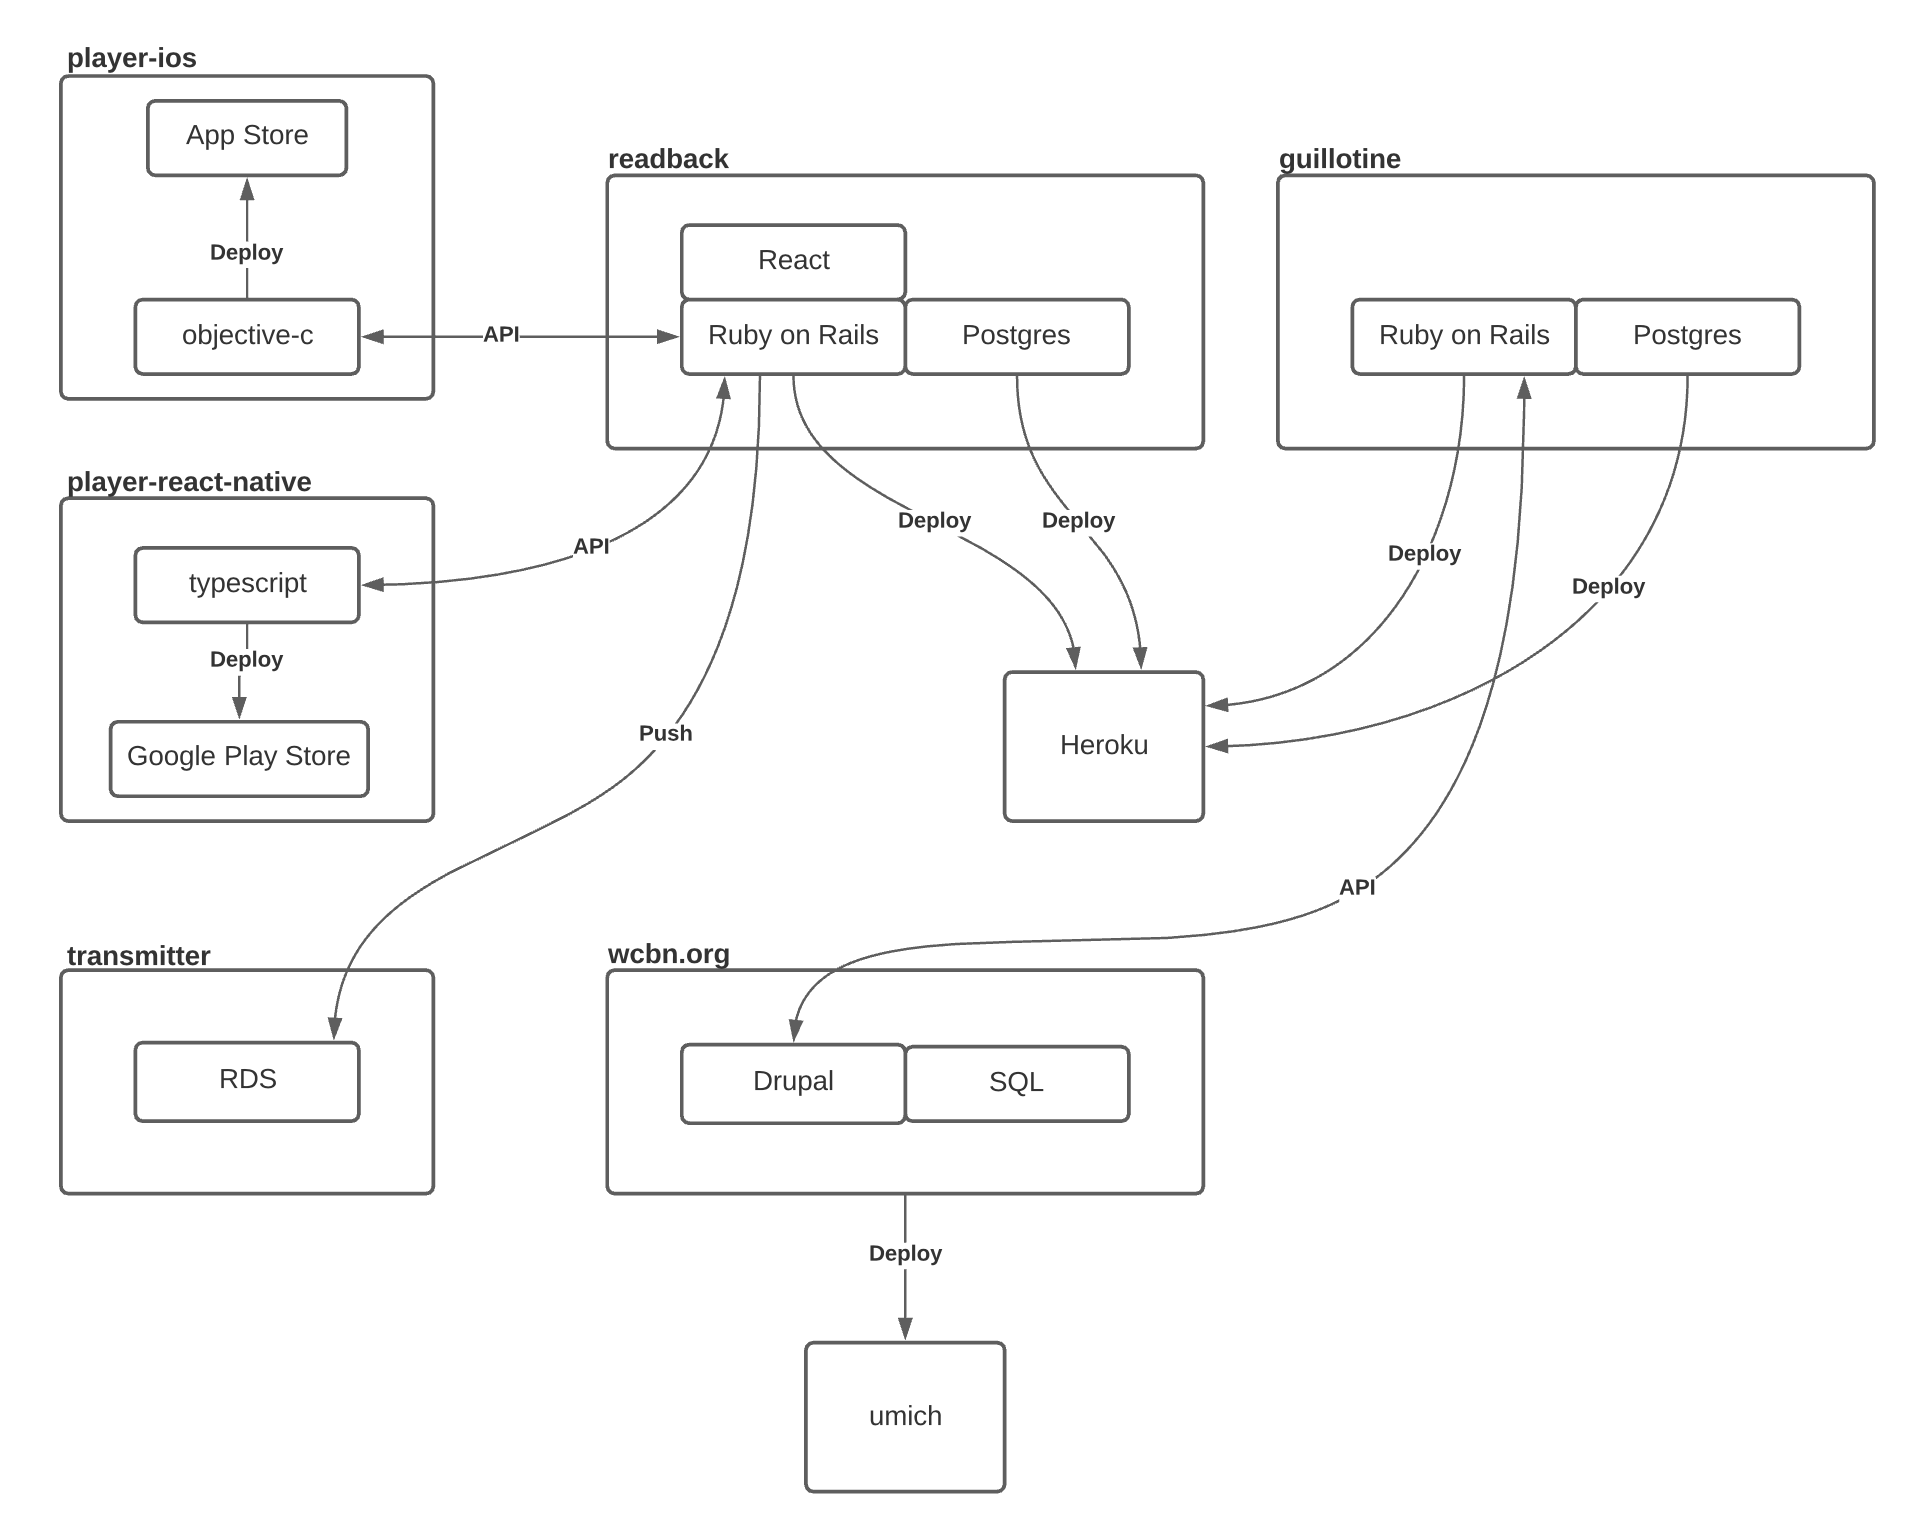 player-ios
App Store
Deploy
objective-c
API
readback
React
Ruby on Rails
Postgres
guillotine
Ruby on Rails
Postgres
player-react-native
typescript
Deploy
Google Play Store
API
Deploy
Deploy
Deploy
Deploy
Push
Heroku
API
transmitter
RDS
wcbn.org
Drupal
SQL
Deploy
umich